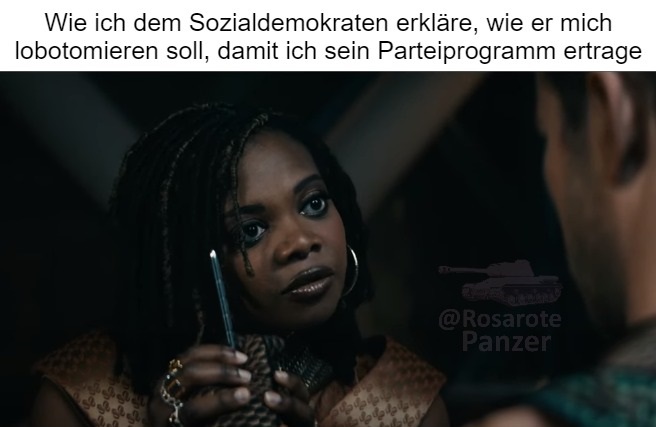 Wie ich dem Sozialdemokraten erkläre, wie er mich
lobotomieren soll, damit ich sein Parteiprogramm ertrage
@Rosarote
Panzer